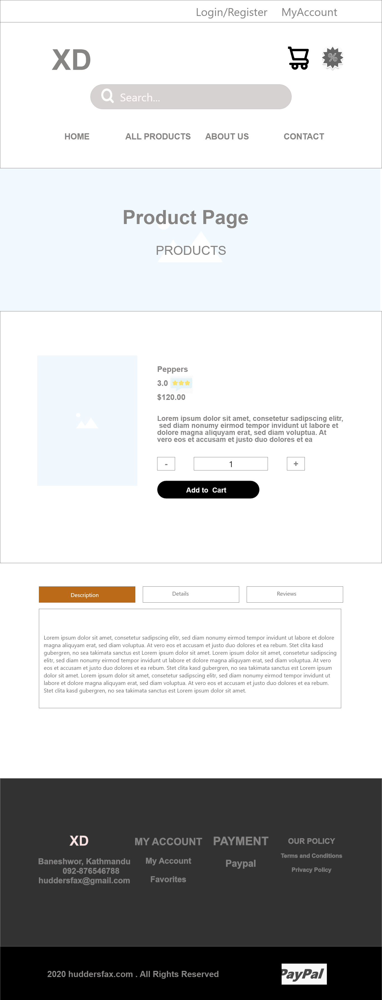 Login/Register MyAccount
XD
%
Search...
HOME ALL PRODUCTS ABOUT US CONTACT
Product Page
PRODUCTS
Peppers
3.0
$120.00
Lorem ipsum dolor sit amet, consetetur sadipscing elitr,
sed diam nonumy eirmod tempor invidunt ut labore et
dolore magna aliquyam erat, sed diam voluptua. At
vero eos et accusam et justo duo dolores et ea
- 1 +
Add to Cart
Description Details Reviews
Lorem ipsum dolor sit amet, consetetur sadipscing elitr, sed diam nonumy eirmod tempor invidunt ut labore et dolore
magna aliquyam erat, sed diam voluptua. At vero eos et accusam et justo duo dolores et ea rebum. Stet clita kasd
gubergren, no sea takimata sanctus est Lorem ipsum dolor sit amet. Lorem ipsum dolor sit amet, consetetur sadipscing
elitr, sed diam nonumy eirmod tempor invidunt ut labore et dolore magna aliquyam erat, sed diam voluptua. At vero
eos et accusam et justo duo dolores et ea rebum. Stet clita kasd gubergren, no sea takimata sanctus est Lorem ipsum
dolor sit amet. Lorem ipsum dolor sit amet, consetetur sadipscing elitr, sed diam nonumy eirmod tempor invidunt ut
labore et dolore magna aliquyam erat, sed diam voluptua. At vero eos et accusam et justo duo dolores et ea rebum.
Stet clita kasd gubergren, no sea takimata sanctus est Lorem ipsum dolor sit amet.
XD
Baneshwor, Kathmandu
092-876546788
huddersfax@gmail.com
MY ACCOUNT
My Account
Favorites
PAYMENT
Paypal
OUR POLICY
Terms and Conditions
Privacy Policy
2020 huddersfax.com . All Rights Reserved
PayPal